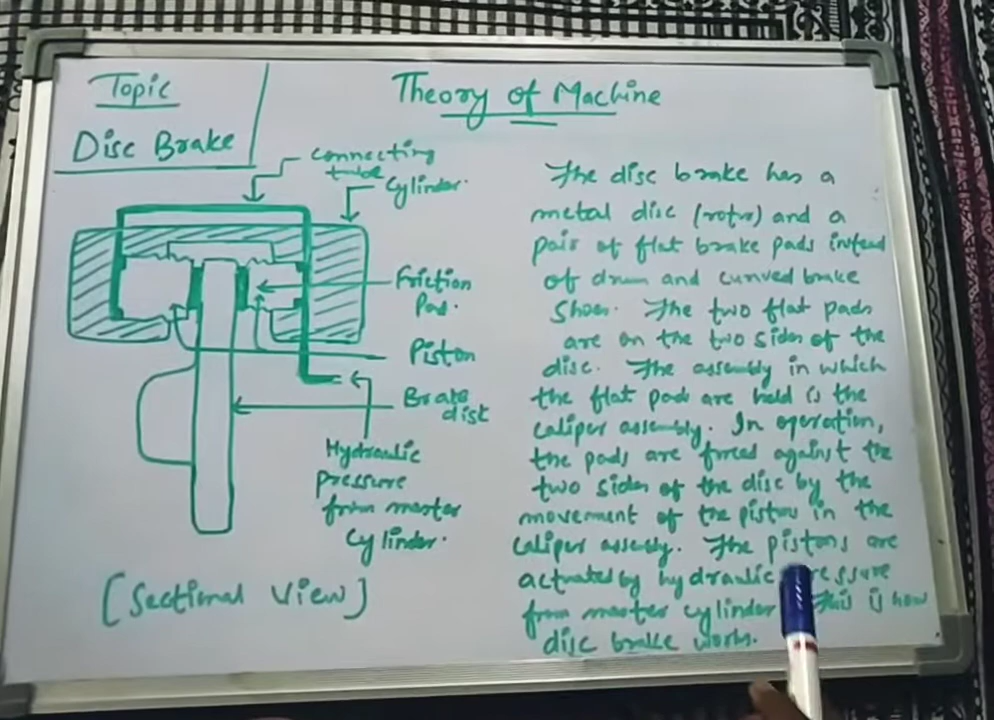 Topic
Disc Brake
Theory of Machine
connecting
tube
Cylinder.
Friction
Pad.
Piston
Brake
disk
Hydraulic
pressure
from master
cylinder.
[Sectional View]
The disc brake has a
metal disc (rotor) and a
pair of flat brake pads instead
of drum and curved brake
Shoes. The two flat pads
are on the two sides of the
disc. The assembly in which
the flat pads are held is the
caliper assembly. In operation,
the pads are forced against the
two sides of the disc by the
movement of the pistons in the
caliper assembly. The pistons are
actuated by hydraulic ressure
from master cylinder This is how
disc brake works.